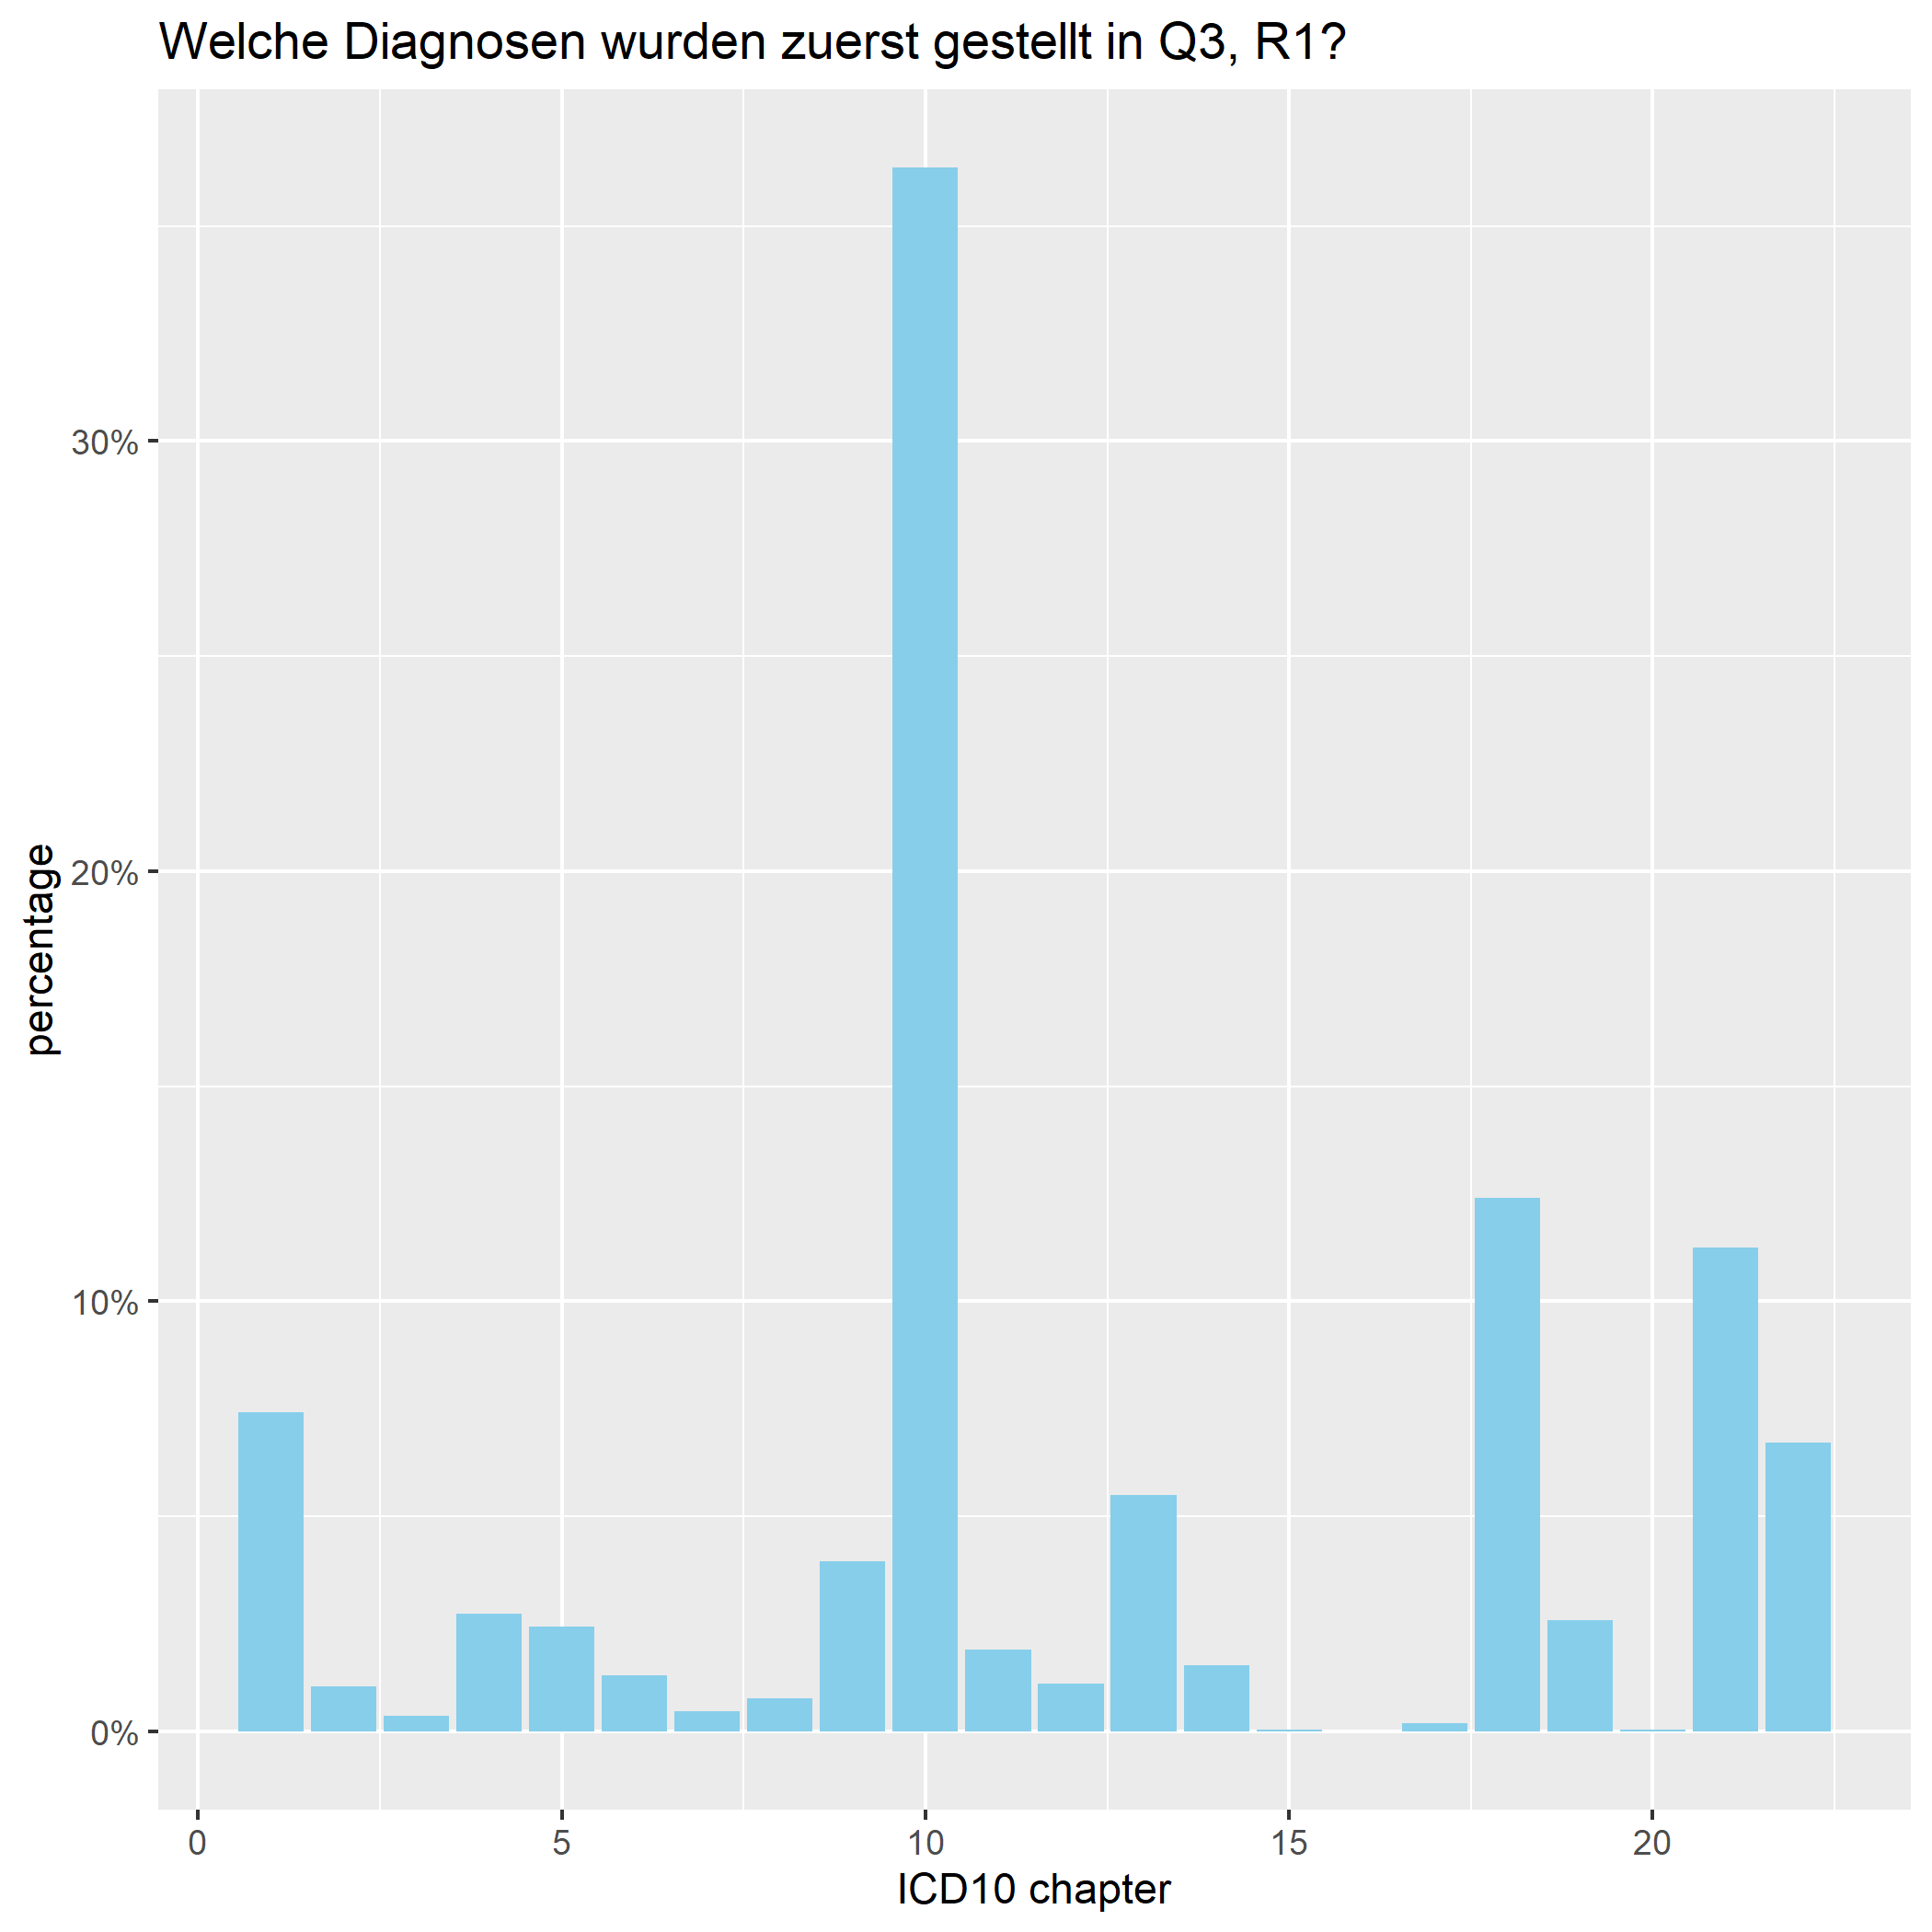 Welche Diagnosen wurden zuerst gestellt in Q3, R1?
percentage
30%
20%
10%
0%
0 5 10 15 20
ICD10 chapter